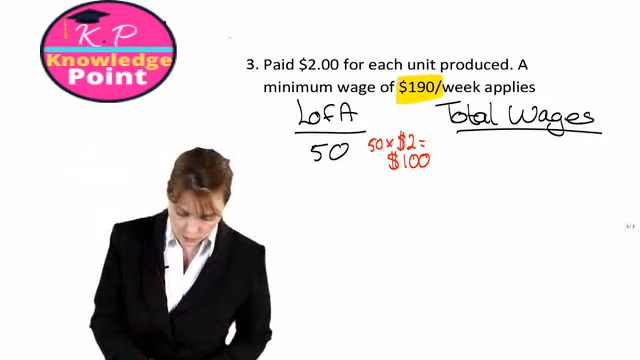 K.P
Knowledge
Point
3. Paid $2.00 for each unit produced. A
minimum wage of $190/week applies
LofA Total Wages
50 50 × $2 =
$100